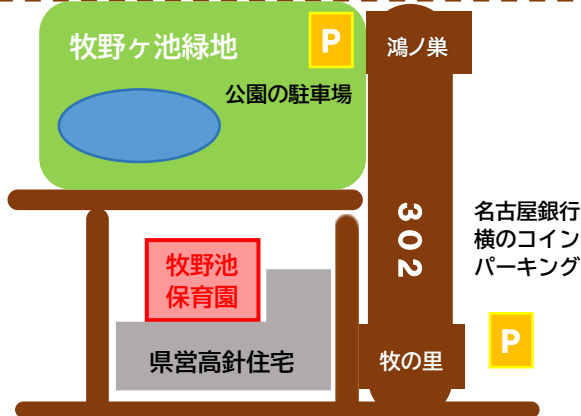 牧野ヶ池緑地
P
鴻ノ巣
公園の駐車場
302
名古屋銀行
横のコイン
パーキング
牧野池
保育園
P
県営高針住宅
牧の里